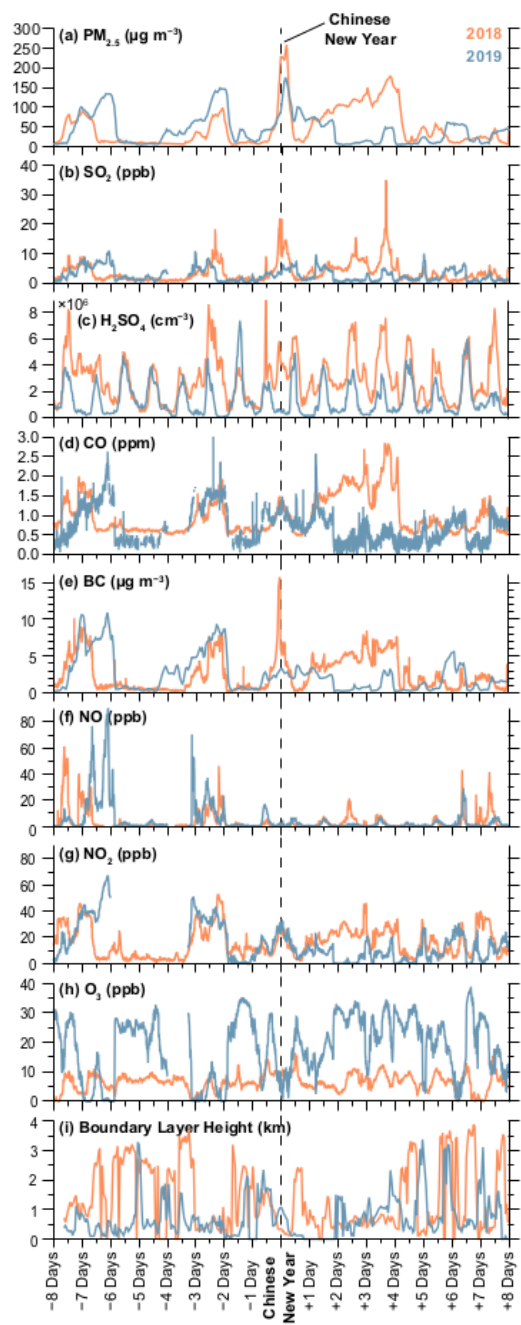 Chinese
New Year
(a) PM2.5 (µg m−3)
2018
2019
300
250
200
150
100
50
0
(b) SO2 (ppb)
40
30
20
10
0
×10⁶
(c) H2SO4 (cm−3)
8
6
4
2
0
(d) CO (ppm)
3.0
2.5
2.0
1.5
1.0
0.5
0.0
(e) BC (µg m−3)
15
10
5
0
(f) NO (ppb)
80
60
40
20
0
(g) NO2 (ppb)
80
60
40
20
0
(h) O3 (ppb)
40
30
20
10
0
(i) Boundary Layer Height (km)
4
3
2
1
0
−8 Days
−7 Days
−6 Days
−5 Days
−4 Days
−3 Days
−2 Days
−1 Day
Chinese
New Year
+1 Day
+2 Days
+3 Days
+4 Days
+5 Days
+6 Days
+7 Days
+8 Days